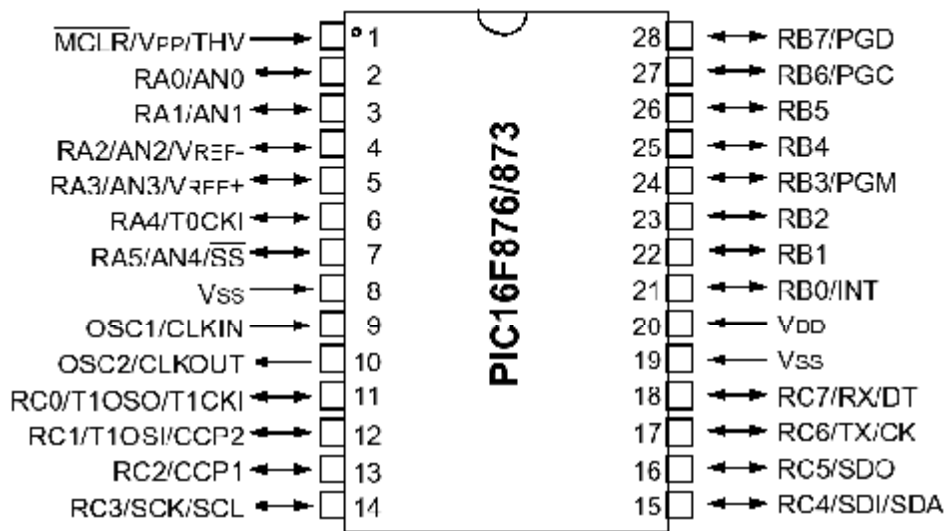 MCLR/VPP/THV 1 28 RB7/PGD
RA0/AN0 2 27 RB6/PGC
RA1/AN1 3 26 RB5
RA2/AN2/VREF- 4 25 RB4
RA3/AN3/VREF+ 5 24 RB3/PGM
RA4/T0CKI 6 23 RB2
RA5/AN4/SS 7 22 RB1
VSS 8 21 RB0/INT
OSC1/CLKIN 9 20 VDD
OSC2/CLKOUT 10 19 VSS
RC0/T1OSO/T1CKI 11 18 RC7/RX/DT
RC1/T1OSI/CCP2 12 17 RC6/TX/CK
RC2/CCP1 13 16 RC5/SDO
RC3/SCK/SCL 14 15 RC4/SDI/SDA
PIC16F876/873